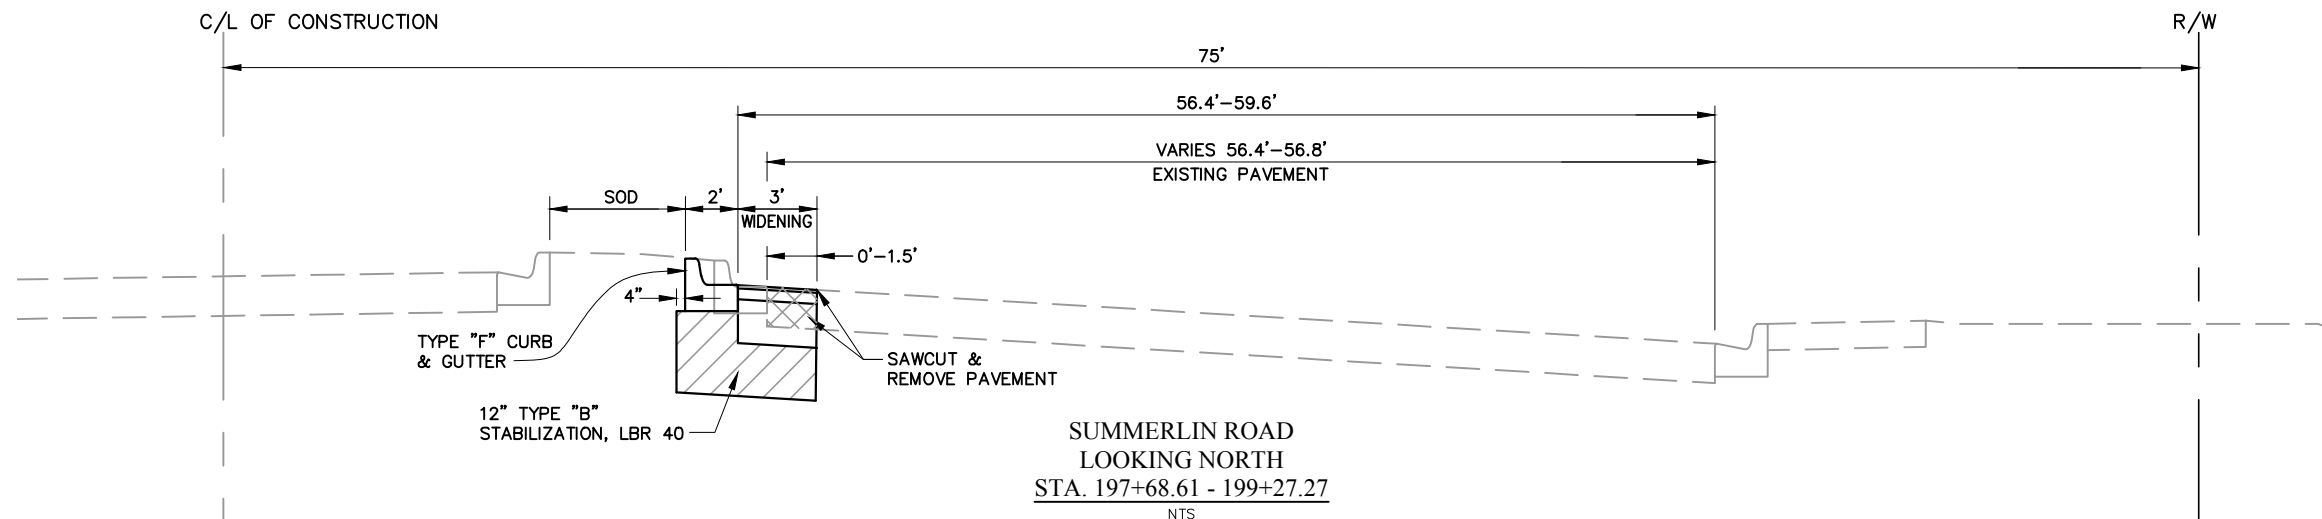 C/L OF CONSTRUCTION
R/W
75'
56.4'-59.6'
VARIES 56.4'-56.8'
EXISTING PAVEMENT
SOD
2'
3'
WIDENING
0'-1.5'
4"
TYPE "F" CURB
& GUTTER
SAWCUT &
REMOVE PAVEMENT
12" TYPE "B"
STABILIZATION, LBR 40
SUMMERLIN ROAD
LOOKING NORTH
STA. 197+68.61 - 199+27.27
NTS